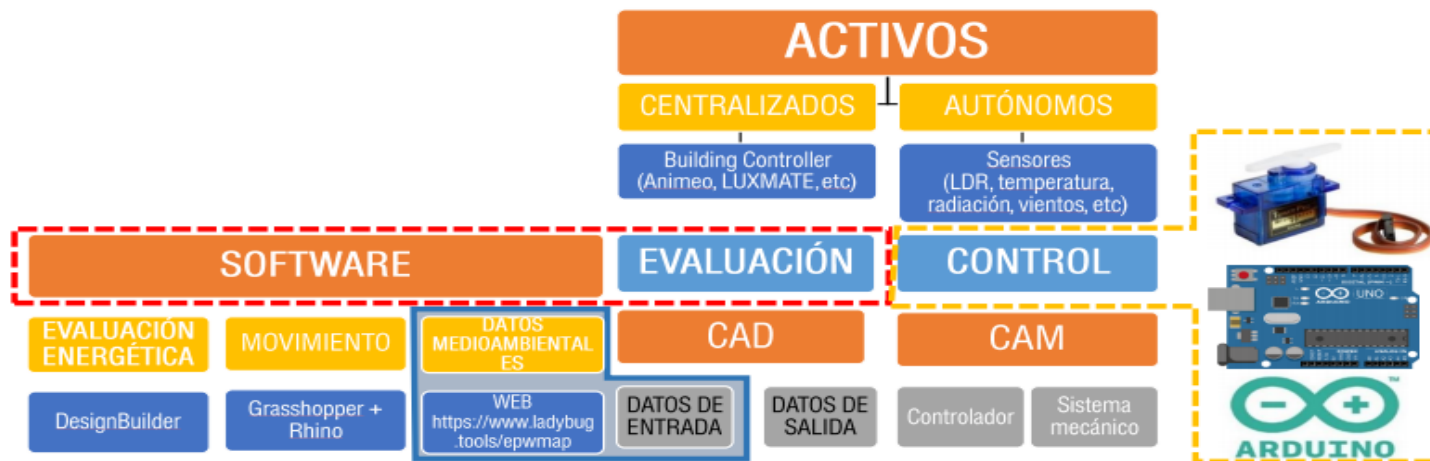 ACTIVOS
CENTRALIZADOS
AUTÓNOMOS
Building Controller
(Animeo, LUXMATE, etc)
Sensores
(LDR, temperatura,
radiación, vientos, etc)
SOFTWARE
EVALUACIÓN
CONTROL
EVALUACIÓN
ENERGÉTICA
MOVIMIENTO
DATOS
MEDIOAMBIENTAL
ES
CAD
CAM
DesignBuilder
Grasshopper +
Rhino
WEB
https://www.ladybug
.tools/epwmap
DATOS DE
ENTRADA
DATOS DE
SALIDA
Controlador
Sistema
mecánico
UNO
ARDUINO
TM